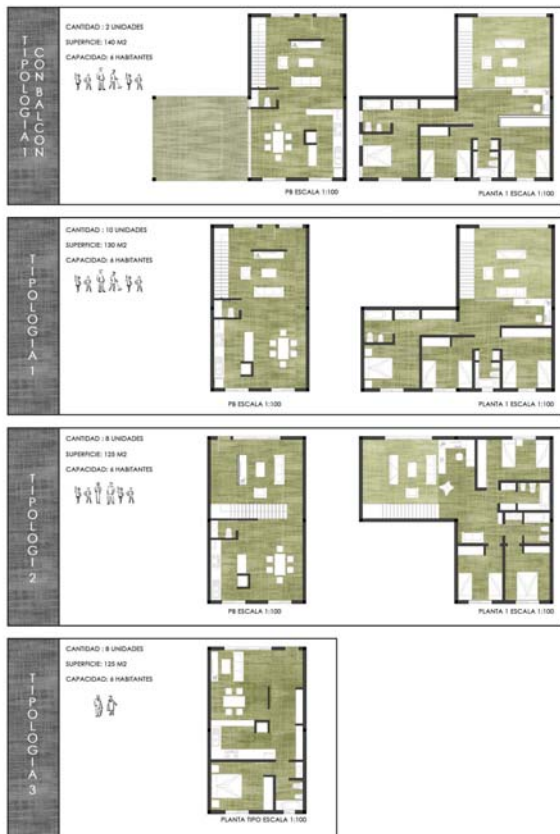 TIPOLOGIA 1
CON BALCON
CANTIDAD : 2 UNIDADES
SUPERFICIE: 140 M2
CAPACIDAD: 6 HABITANTES
PB ESCALA 1:100
PLANTA 1 ESCALA 1:100
TIPOLOGIA 1
CANTIDAD : 10 UNIDADES
SUPERFICIE: 130 M2
CAPACIDAD: 6 HABITANTES
PB ESCALA 1:100
PLANTA 1 ESCALA 1:100
TIPOLOGI 2
CANTIDAD : 8 UNIDADES
SUPERFICIE: 125 M2
CAPACIDAD: 6 HABITANTES
PB ESCALA 1:100
PLANTA 1 ESCALA 1:100
TIPOLOGIA 3
CANTIDAD : 8 UNIDADES
SUPERFICIE: 125 M2
CAPACIDAD: 6 HABITANTES
PLANTA TIPO ESCALA 1:100